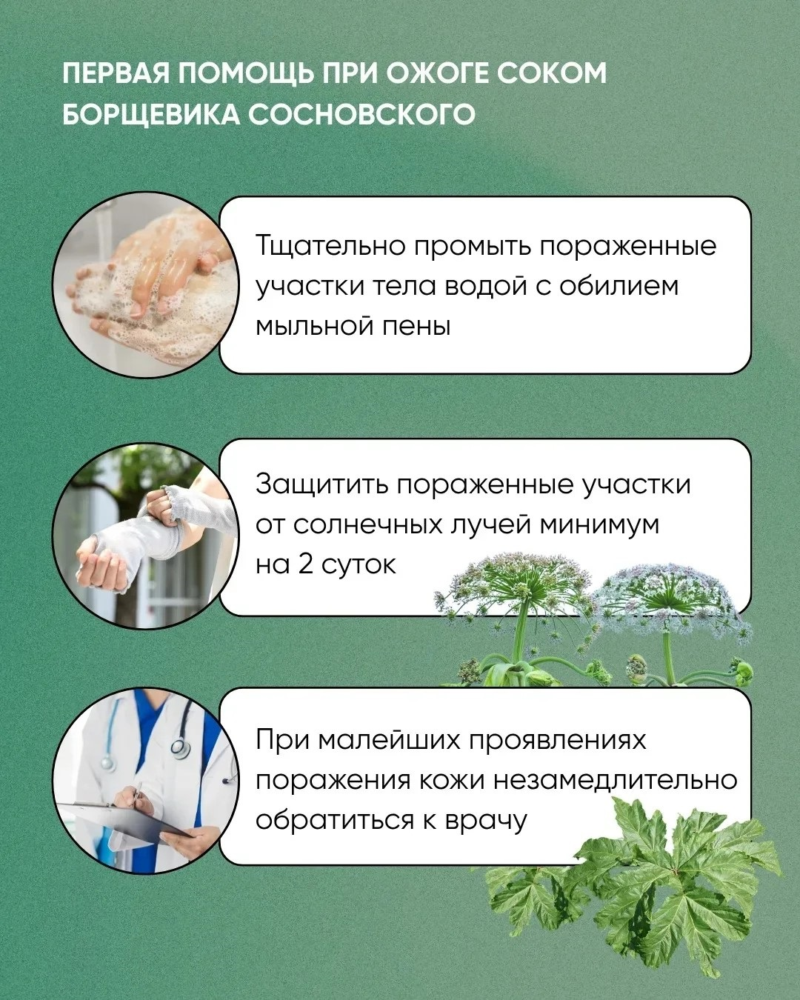 ПЕРВАЯ ПОМОЩЬ ПРИ ОЖОГЕ СОКОМ
БОРЩЕВИКА СОСНОВСКОГО
Тщательно промыть пораженные
участки тела водой с обилием
мыльной пены
Защитить пораженные участки
от солнечных лучей минимум
на 2 суток
При малейших проявлениях
поражения кожи незамедлительно
обратиться к врачу